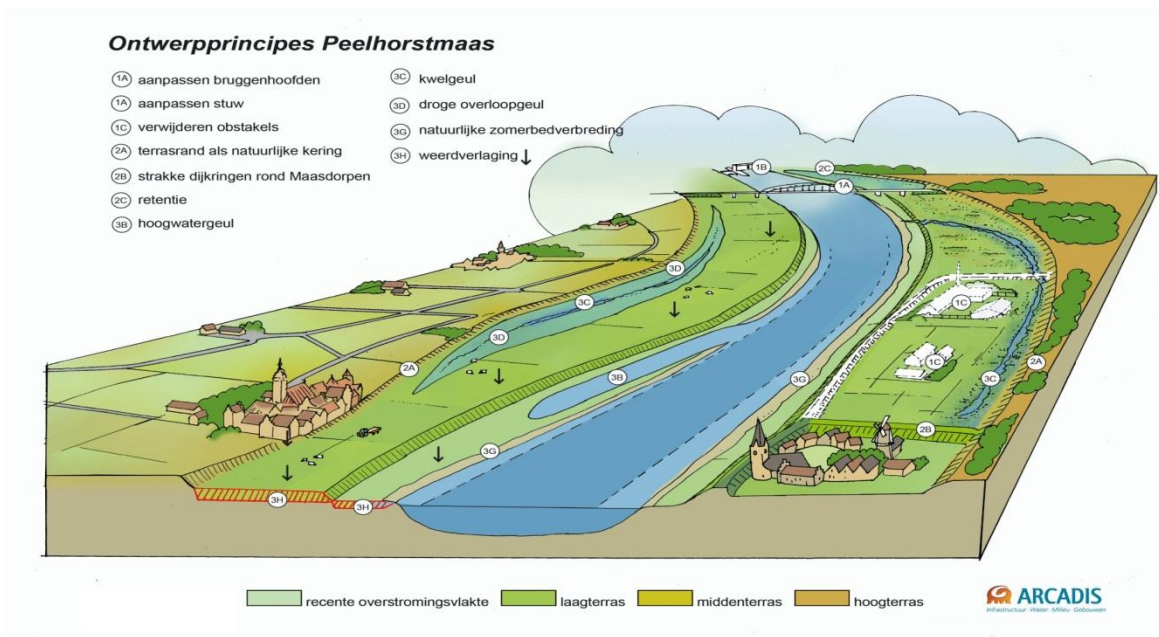 Ontwerpprincipes Peelhorstmaas
1A aanpassen bruggenhoofden
1A aanpassen stuw
1C verwijderen obstakels
2A terrasrand als natuurlijke kering
2B strakke dijkringen rond Maasdorpen
2C retentie
3B hoogwatergeul
3C kwelgeul
3D droge overloopgeul
3G natuurlijke zomerbedverbreding
3H weerdverlaging
1B
2C
1A
3D
3C
1C
3D
2A
3B
1C
2A
3G
3C
2B
3G
3H
3H
recente overstromingsvlakte
laagterras
middenterras
hoogterras
ARCADIS
Infrastructuur · Water · Milieu · Gebouwen